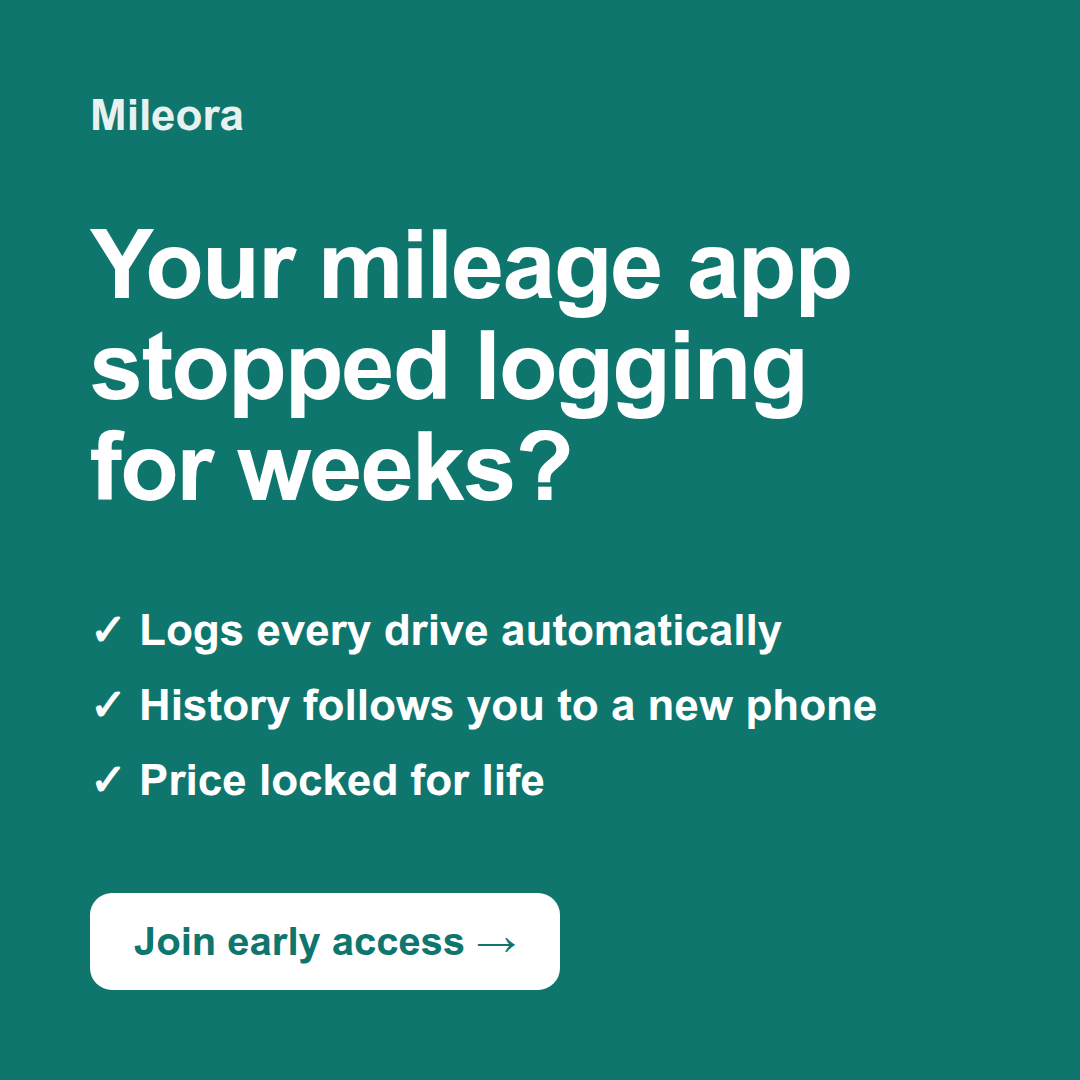 Mileora
Your mileage app
stopped logging
for weeks?
✓ Logs every drive automatically
✓ History follows you to a new phone
✓ Price locked for life
Join early access →